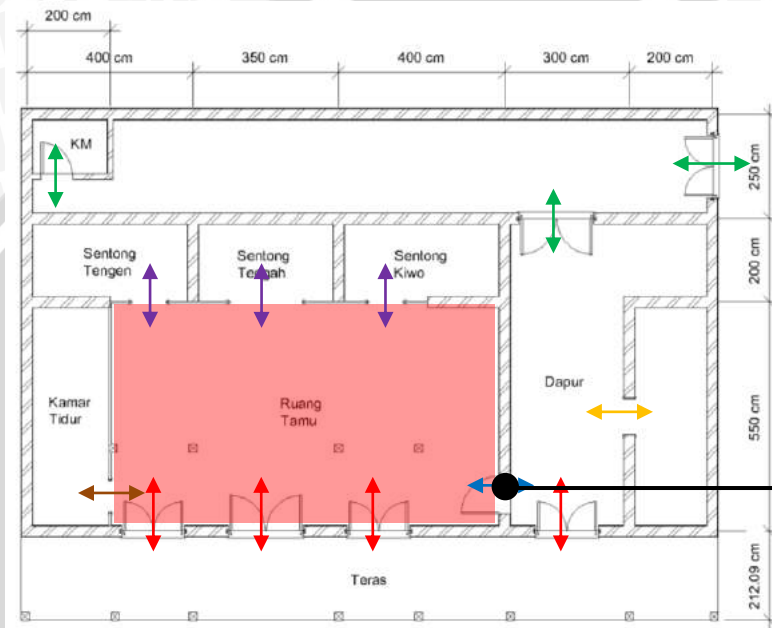 200 cm
400 cm
350 cm
400 cm
300 cm
200 cm
KM
250 cm
Sentong
Tengen
Sentong
Tengah
Sentong
Kiwo
200 cm
Kamar
Tidur
Ruang
Tamu
Dapur
550 cm
Teras
212.09 cm